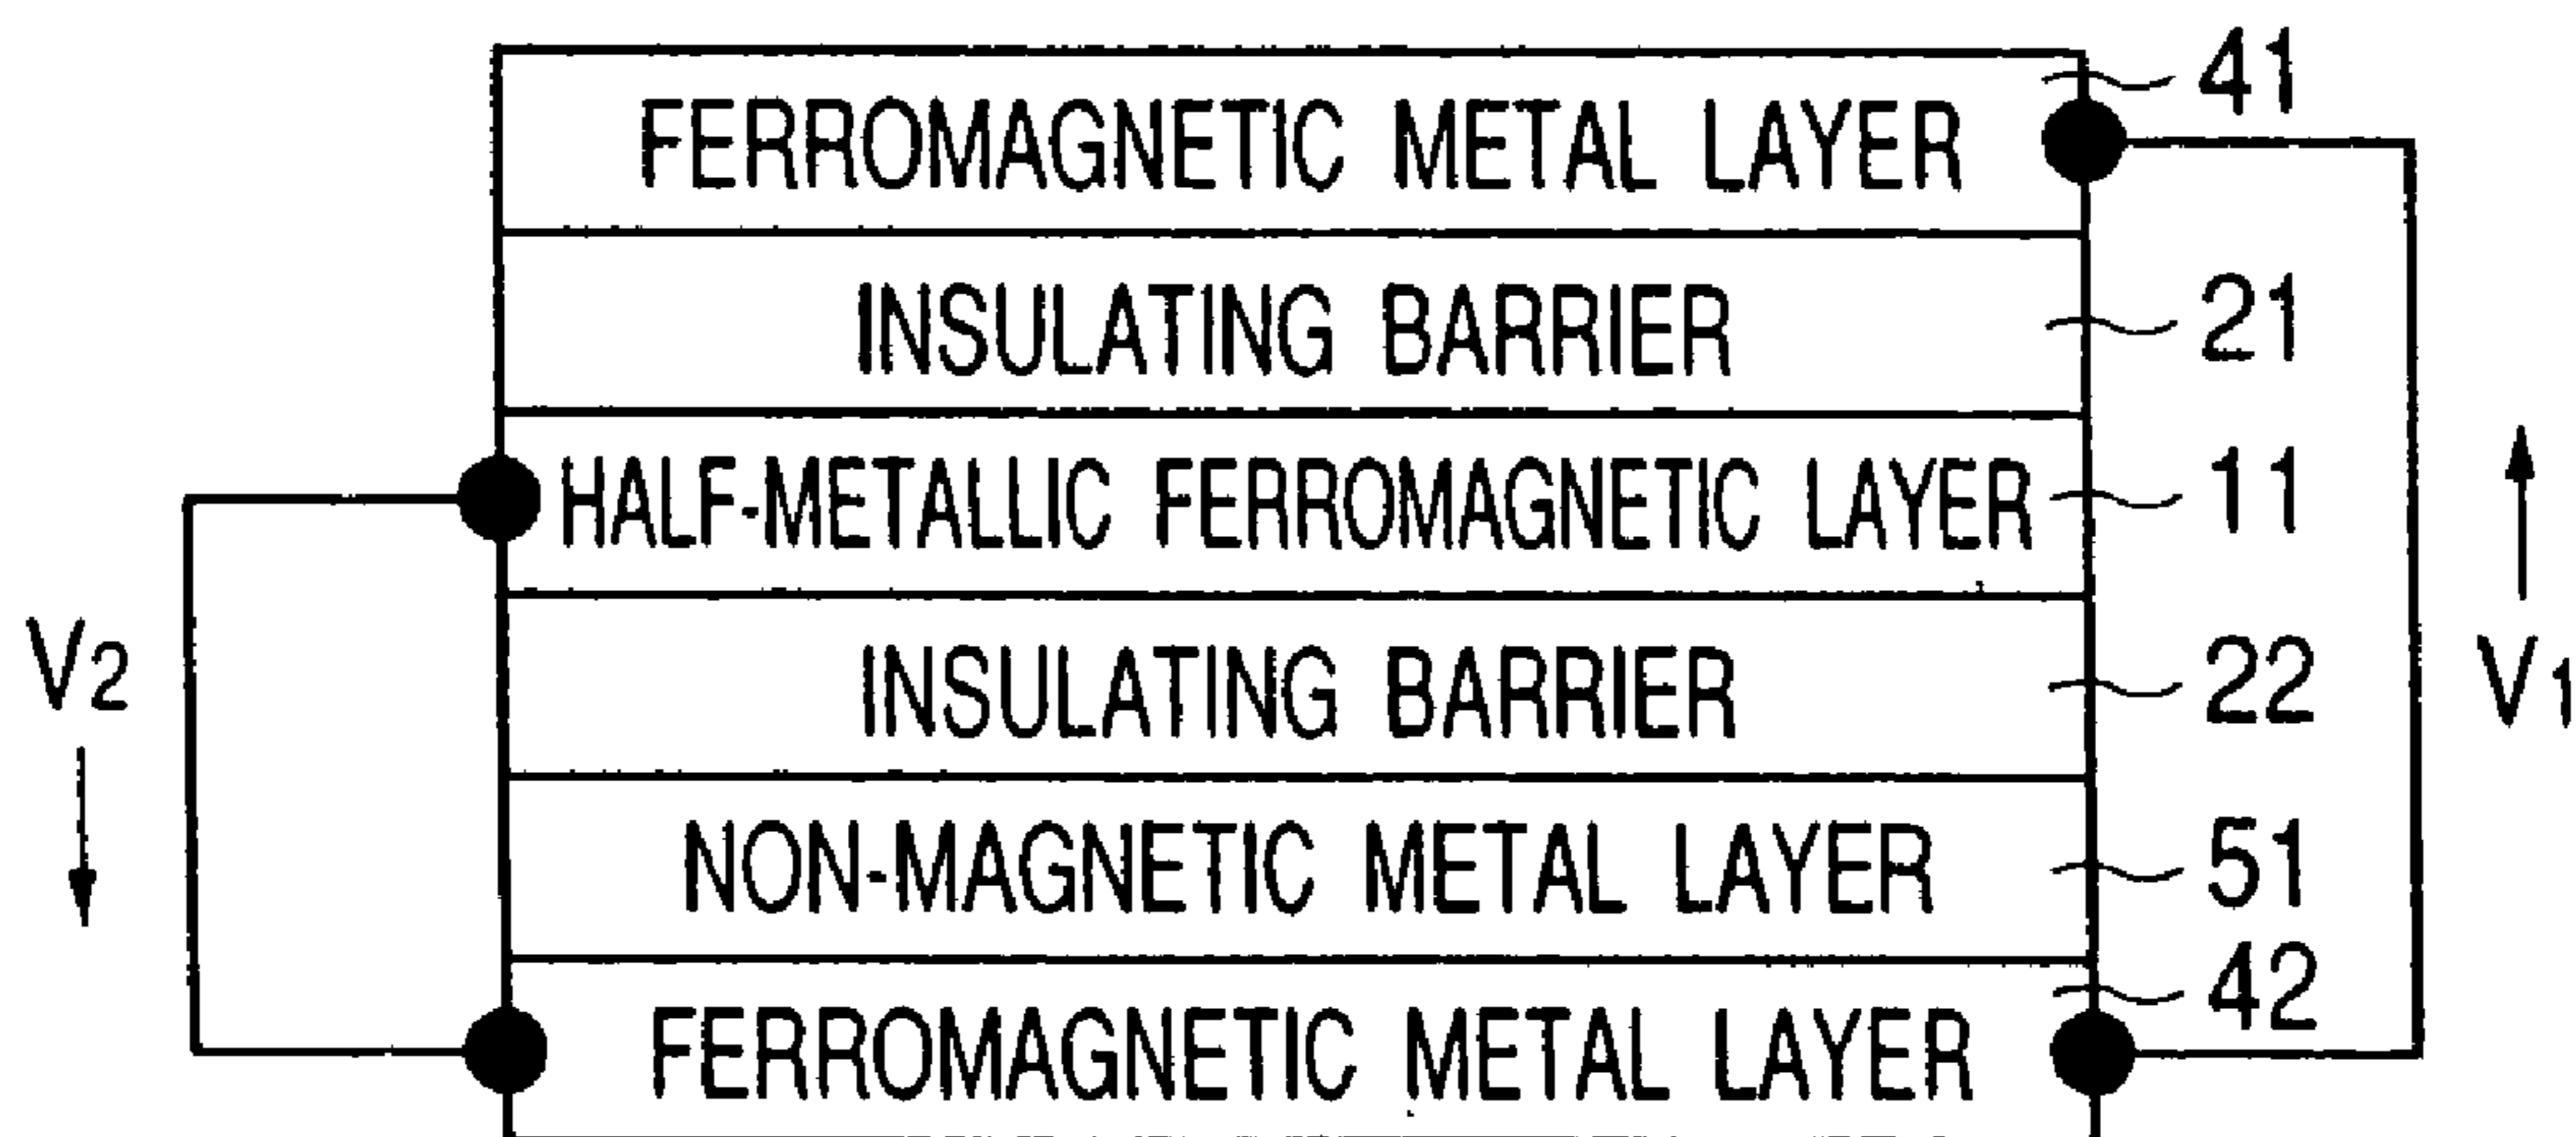 FERROMAGNETIC METAL LAYER 41
INSULATING BARRIER 21
HALF-METALLIC FERROMAGNETIC LAYER 11
INSULATING BARRIER 22
V2
V1
NON-MAGNETIC METAL LAYER 51
FERROMAGNETIC METAL LAYER 42